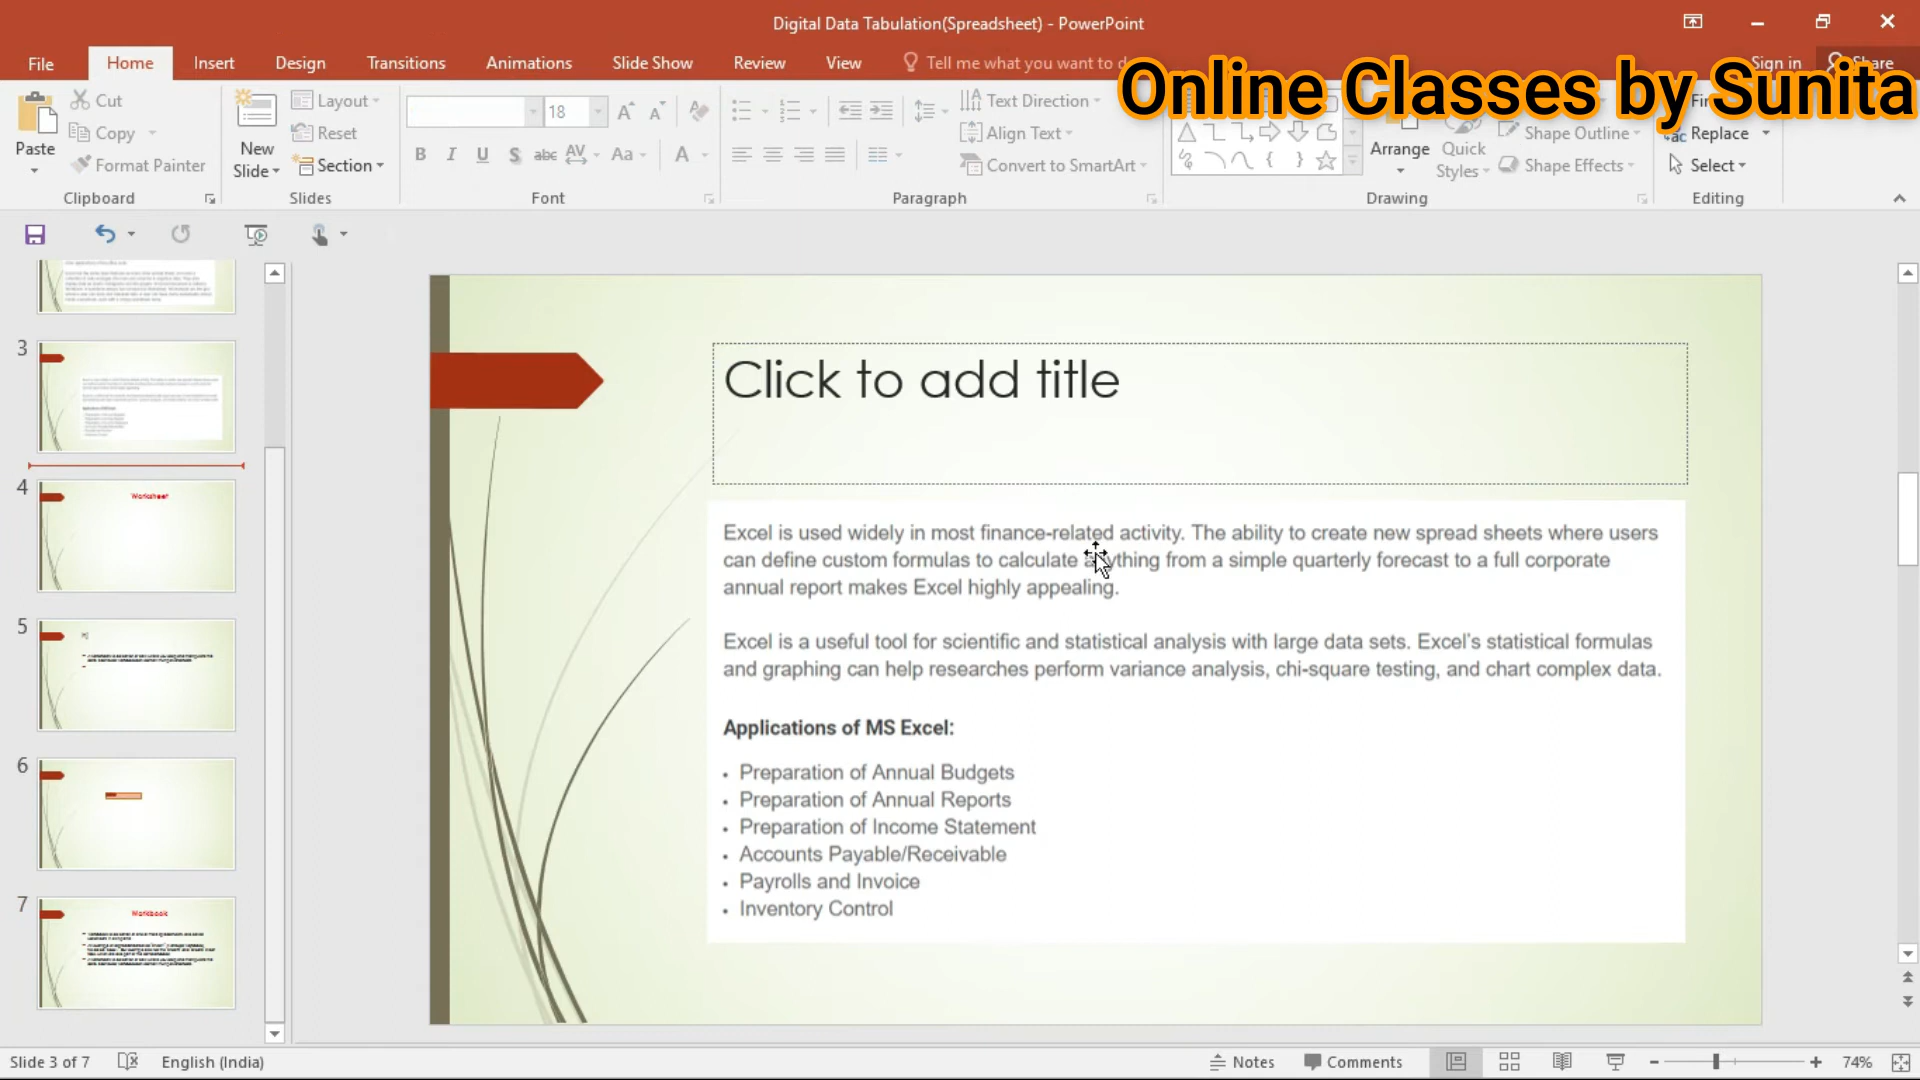 Digital Data Tabulation(Spreadsheet) - PowerPoint
File Home Insert Design Transitions Animations Slide Show Review View Tell me what you want to d Sign in Share
Online Classes by Sunita
Paste
Cut
Copy
Format Painter
Clipboard
New
Slide
Layout
Reset
Section
Slides
18
B I U S abc AV Aa A
Font
Text Direction
Align Text
Convert to SmartArt
Paragraph
Arrange
Quick
Styles
Shape Outline
Shape Effects
Drawing
Replace
Select
Editing
3
4
Worksheet
5
6
7
Workbook
Click to add title
Excel is used widely in most finance-related activity. The ability to create new spread sheets where users
can define custom formulas to calculate anything from a simple quarterly forecast to a full corporate
annual report makes Excel highly appealing.
Excel is a useful tool for scientific and statistical analysis with large data sets. Excel's statistical formulas
and graphing can help researches perform variance analysis, chi-square testing, and chart complex data.
Applications of MS Excel:
• Preparation of Annual Budgets
• Preparation of Annual Reports
• Preparation of Income Statement
• Accounts Payable/Receivable
• Payrolls and Invoice
• Inventory Control
Slide 3 of 7 English (India) Notes Comments 74%